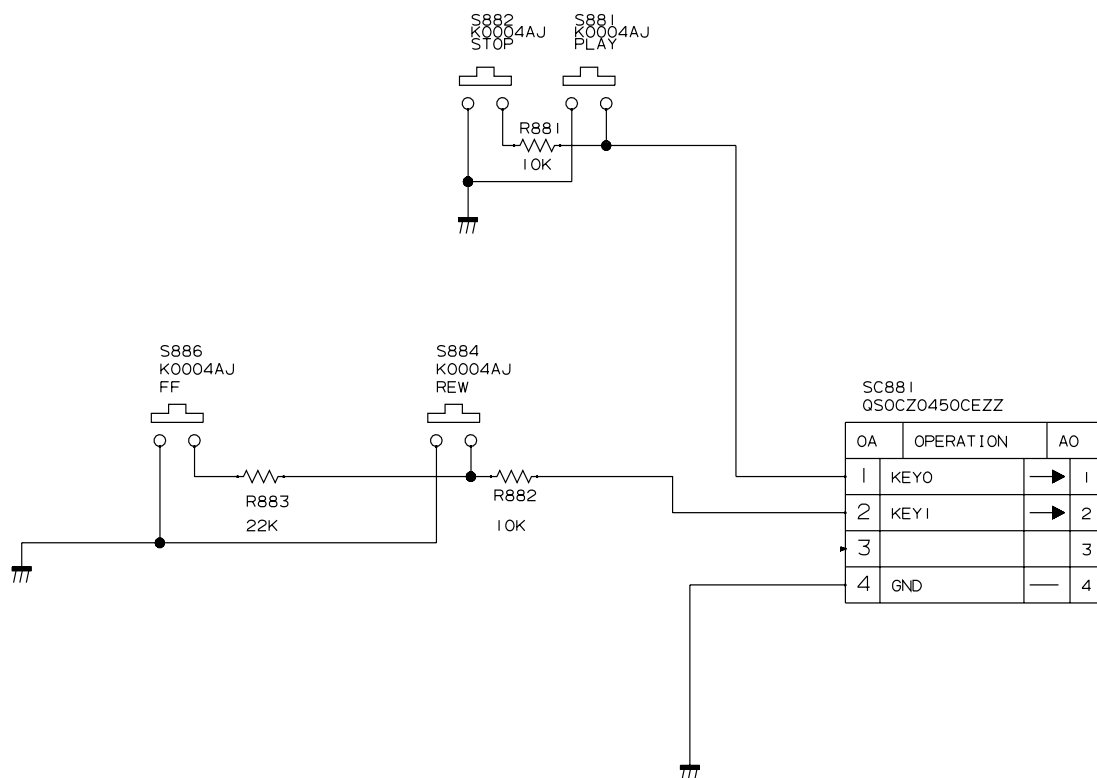 S882
K0004AJ
STOP
S881
K0004AJ
PLAY
R881
10K
S886
K0004AJ
FF
S884
K0004AJ
REW
R883
22K
R882
10K
SC881
QSOCZ0450CEZZ
OA OPERATION AO
1 KEY0 1
2 KEY1 2
3 3
4 GND 4